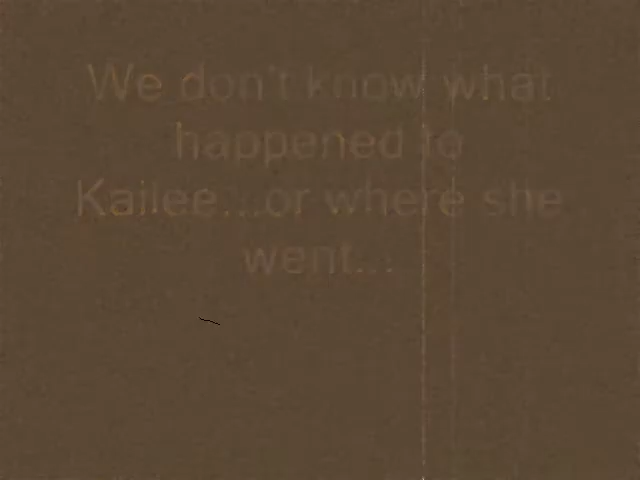 We don't know what
happened to
Kailee...or where she
went...